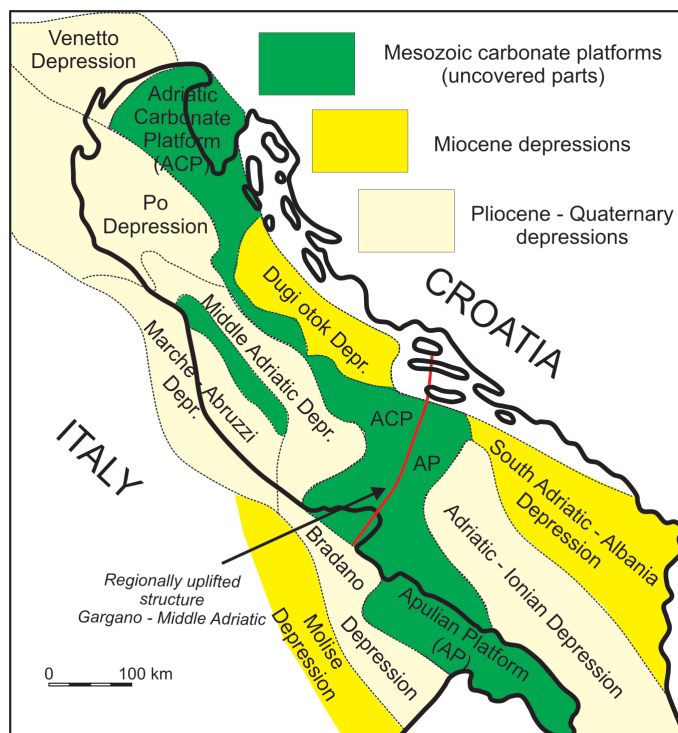 Venetto
Depression
Mesozoic carbonate platforms
(uncovered parts)
Adriatic
Carbonate
Platform
(ACP)
Miocene depressions
Po
Depression
Pliocene - Quaternary
depressions
CROATIA
Dugi otok Depr.
Middle Adriatic Depr.
Marche - Abruzzi
Depr.
ITALY
ACP
AP
South Adriatic - Albania
Depression
Adriatic - Ionian Depression
Bradano
Depression
Regionally uplifted
structure
Gargano - Middle Adriatic
Molise
Depression
Apulian Platform
(AP)
0 100 km